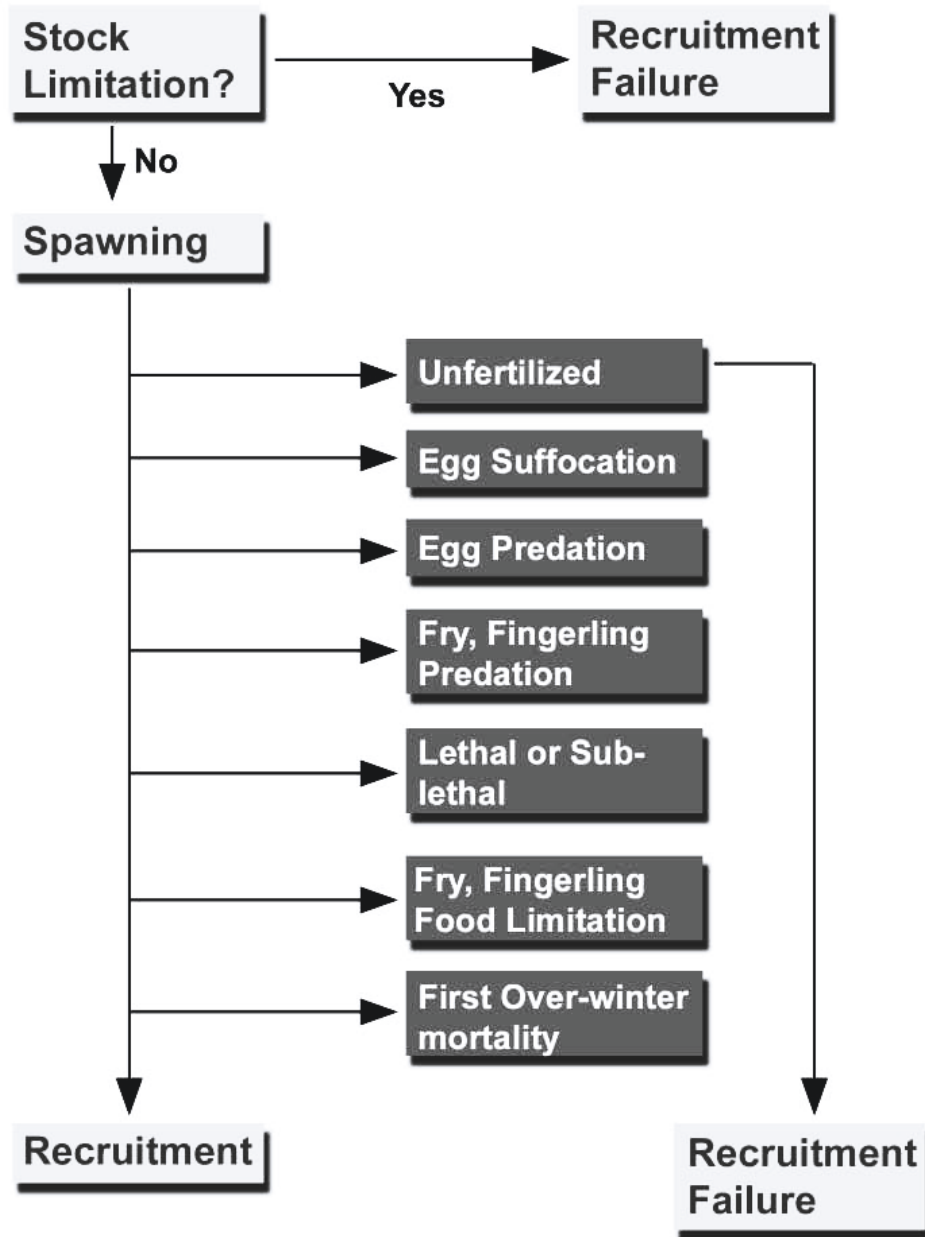 Stock
Limitation?
Yes
Recruitment
Failure
No
Spawning
Unfertilized
Egg Suffocation
Egg Predation
Fry, Fingerling
Predation
Lethal or Sub-
lethal
Fry, Fingerling
Food Limitation
First Over-winter
mortality
Recruitment
Recruitment
Failure